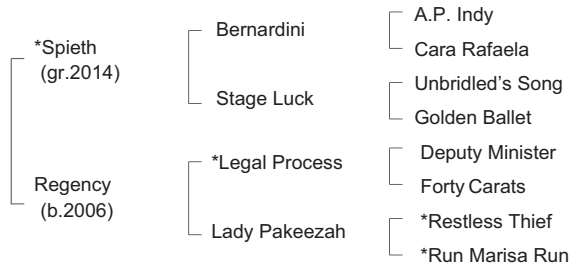 *Spieth
(gr.2014)
Bernardini
A.P. Indy
Cara Rafaela
Stage Luck
Unbridled’s Song
Golden Ballet
Regency
(b.2006)
*Legal Process
Deputy Minister
Forty Carats
Lady Pakeezah
*Restless Thief
*Run Marisa Run